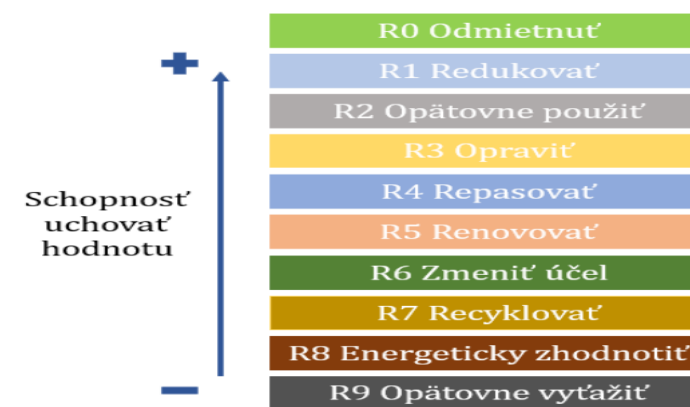 R0 Odmietnuť
R1 Redukovať
R2 Opätovne použiť
R3 Opraviť
R4 Repasovať
R5 Renovovať
R6 Zmeniť účel
R7 Recyklovať
R8 Energeticky zhodnotiť
R9 Opätovne vyťažiť
Schopnosť
uchovať
hodnotu